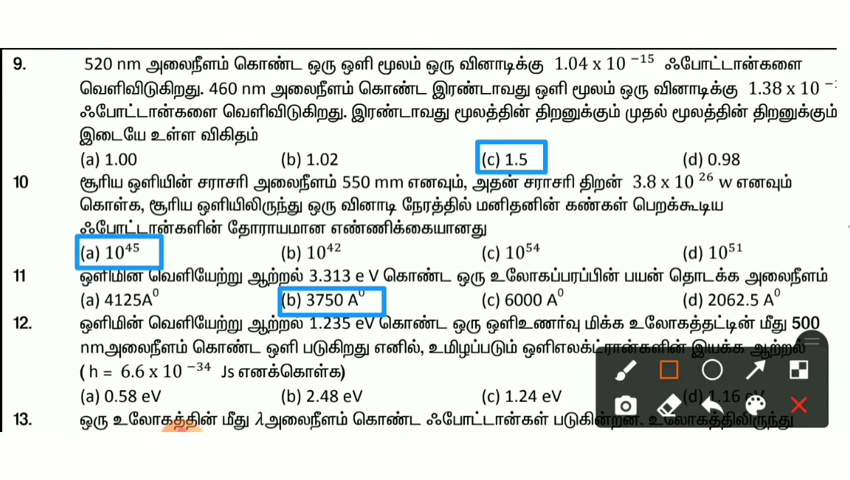 9. 520 nm அலைநீளம் கொண்ட ஒரு ஒளி மூலம் ஒரு வினாடிக்கு 1.04 x 10 ⁻¹⁵ ஃபோட்டான்களை
வெளிவிடுகிறது. 460 nm அலைநீளம் கொண்ட இரண்டாவது ஒளி மூலம் ஒரு வினாடிக்கு 1.38 x 10
ஃபோட்டான்களை வெளிவிடுகிறது. இரண்டாவது மூலத்தின் திறனுக்கும் முதல் மூலத்தின் திறனுக்கும்
இடையே உள்ள விகிதம்
(a) 1.00 (b) 1.02 (c) 1.5 (d) 0.98
10 சூரிய ஒளியின் சராசரி அலைநீளம் 550 mm எனவும், அதன் சராசரி திறன் 3.8 x 10 ²⁶ w எனவும்
கொள்க, சூரிய ஒளியிலிருந்து ஒரு வினாடி நேரத்தில் மனிதனின் கண்கள் பெறக்கூடிய
ஃபோட்டான்களின் தோராயமான எண்ணிக்கையானது
(a) 10⁴⁵ (b) 10⁴² (c) 10⁵⁴ (d) 10⁵¹
11 ஒளிமின் வெளியேற்று ஆற்றல் 3.313 e V கொண்ட ஒரு உலோகப்பரப்பின் பயன் தொடக்க அலைநீளம்
(a) 4125A⁰ (b) 3750 A⁰ (c) 6000 A⁰ (d) 2062.5 A⁰
12. ஒளிமின் வெளியேற்று ஆற்றல் 1.235 eV கொண்ட ஒரு ஒளிஉணர்வு மிக்க உலோகத்தட்டின் மீது 500
nmஅலைநீளம் கொண்ட ஒளி படுகிறது எனில், உமிழப்படும் ஒளிஎலக்ட்ரான்களின் இயக்க ஆற்றல்
( h = 6.6 x 10 ⁻³⁴ Js எனக்கொள்க)
(a) 0.58 eV (b) 2.48 eV (c) 1.24 eV (d) 1.16 eV
13. ஒரு உலோகத்தின் மீது λஅலைநீளம் கொண்ட ஃபோட்டான்கள் படுகின்றன. உலோகத்திலிருந்து